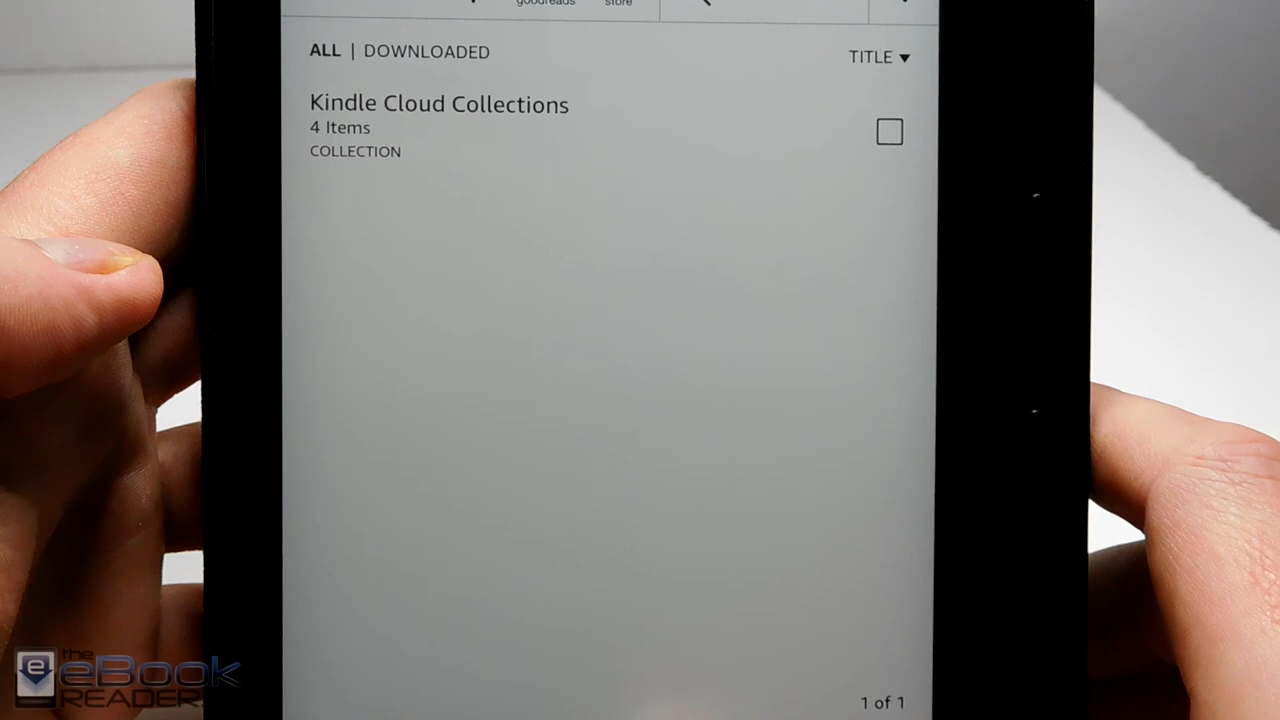 goodreads store
ALL | DOWNLOADED
TITLE
Kindle Cloud Collections
4 Items
COLLECTION
1 of 1
the
eBook
READER